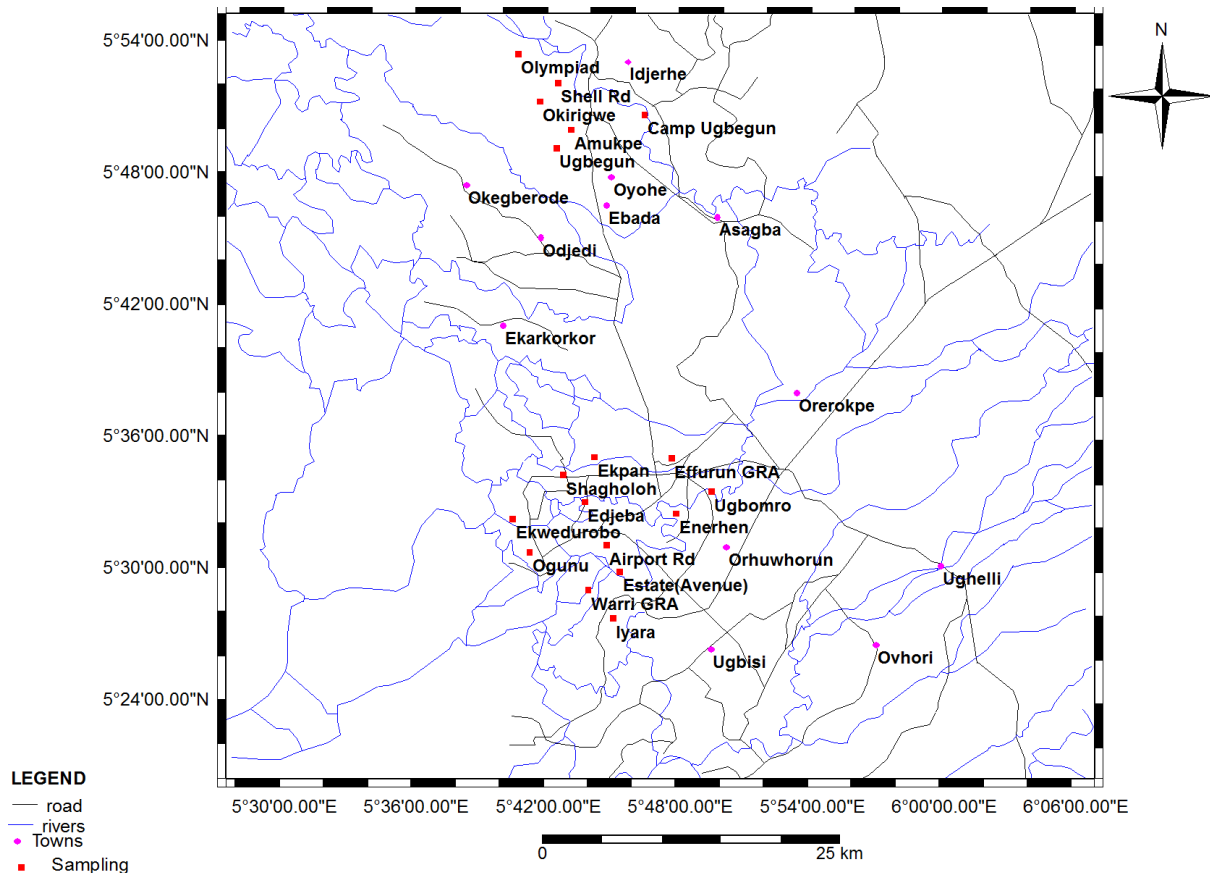 N
5°54'00.00"N
Olympiad
Idjerhe
Shell Rd
Okirigwe
Camp Ugbegun
Amukpe
Ugbegun
5°48'00.00"N
Oyohe
Okegberode
Ebada
Asagba
Odjedi
5°42'00.00"N
Ekarkorkor
Orerokpe
5°36'00.00"N
Ekpan
Effurun GRA
Shagholoh
Ugbomro
Edjeba
Enerhen
Ekwedurobo
Airport Rd
Orhuwhorun
Ogunu
5°30'00.00"N
Ughelli
Estate(Avenue)
Warri GRA
Iyara
Ovhori
Ugbisi
5°24'00.00"N
LEGEND
road
rivers
Towns
Sampling
5°30'00.00"E 5°36'00.00"E 5°42'00.00"E 5°48'00.00"E 5°54'00.00"E 6°00'00.00"E 6°06'00.00"E
0 25 km